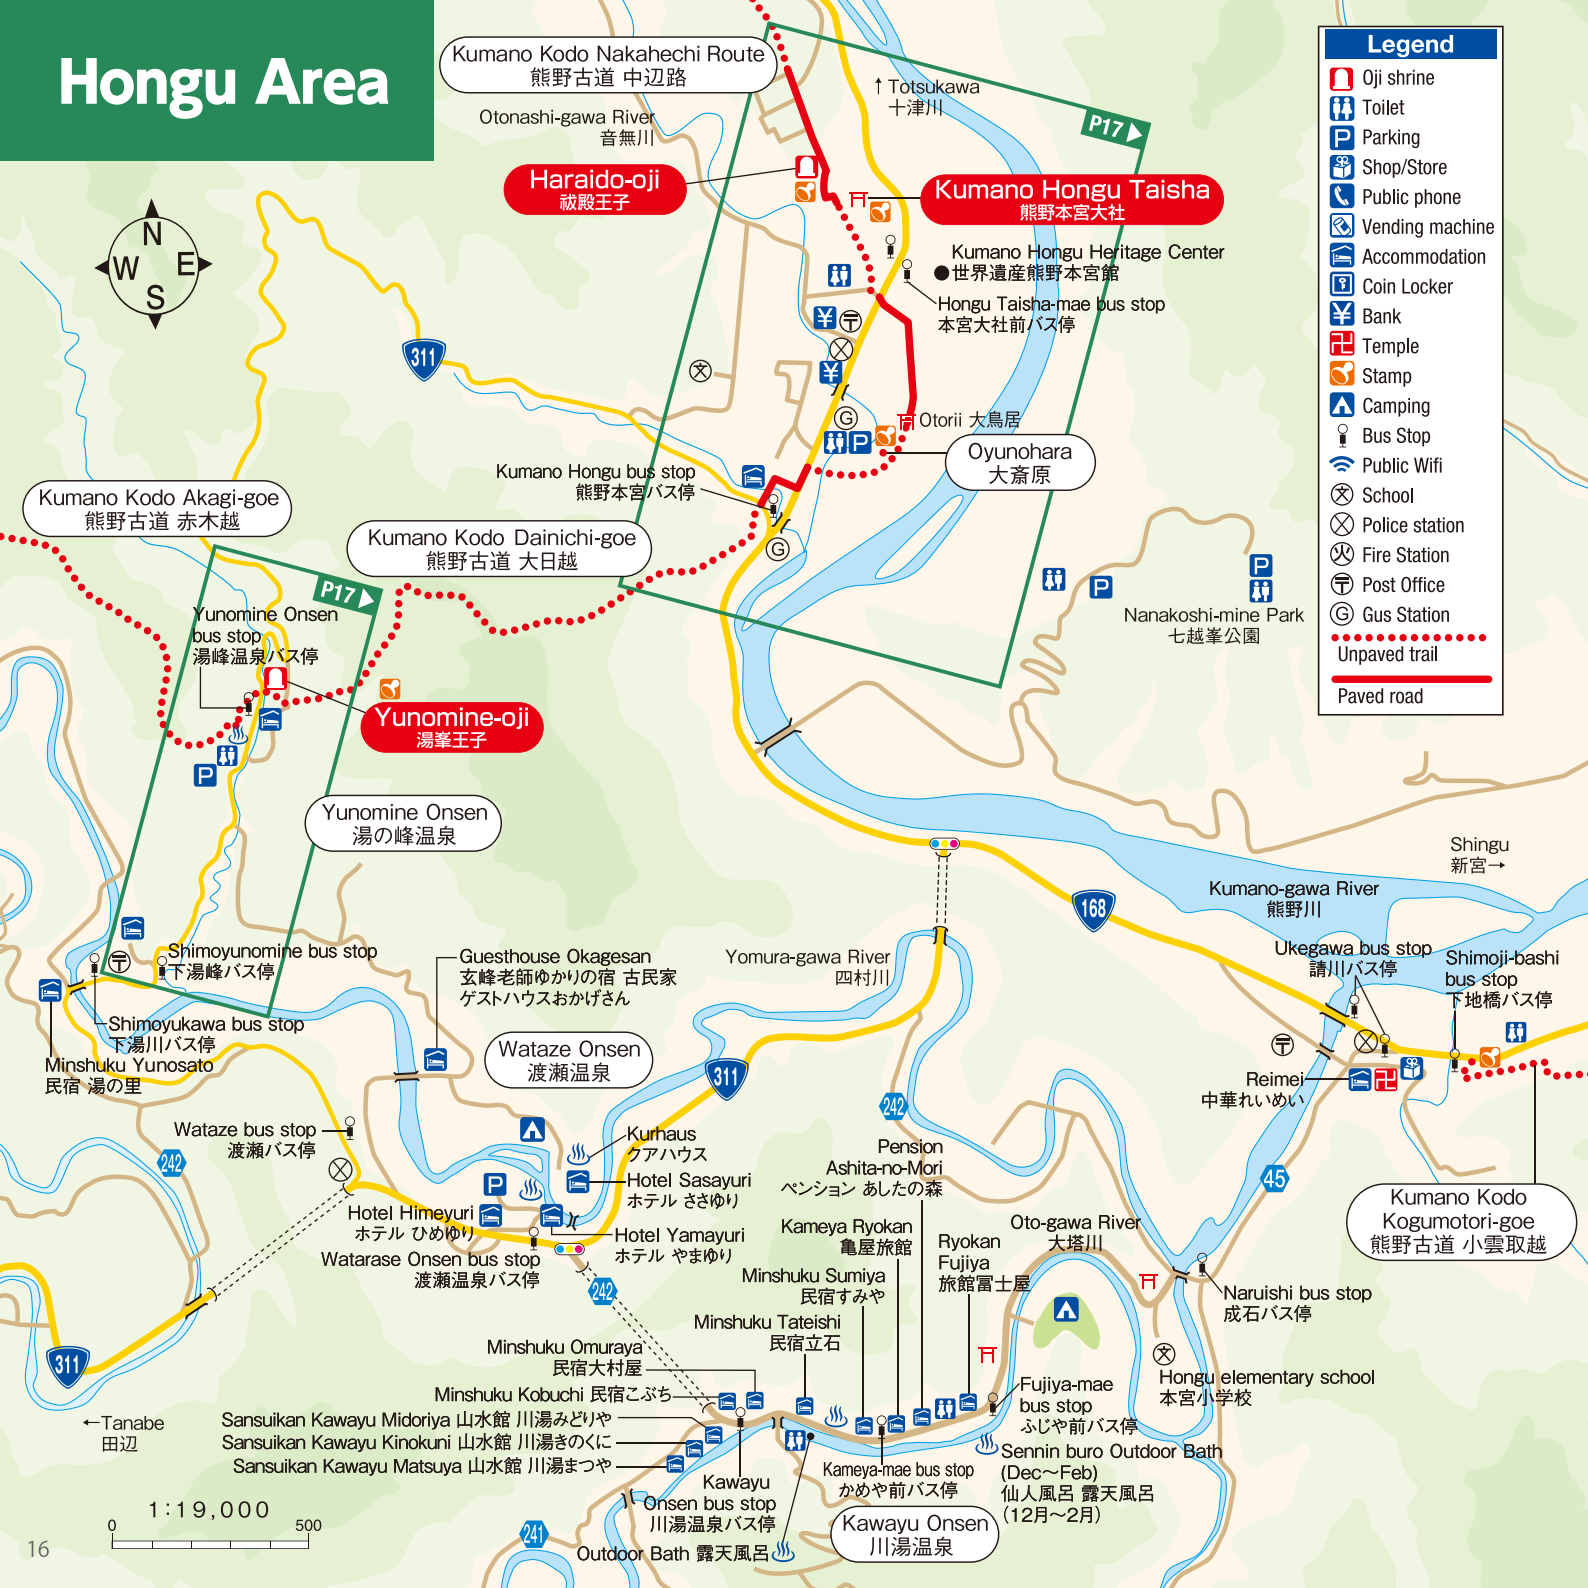 Hongu Area
Kumano Kodo Nakahechi Route
熊野古道 中辺路
Otonashi-gawa River
音無川
↑Totsukawa
十津川
P17
Haraido-oji
祓殿王子
Kumano Hongu Taisha
熊野本宮大社
N
W E
S
Kumano Hongu Heritage Center
世界遺産熊野本宮館
Hongu Taisha-mae bus stop
本宮大社前バス停
311
Otorii 大鳥居
Oyunohara
大斎原
Kumano Hongu bus stop
熊野本宮バス停
Kumano Kodo Akagi-goe
熊野古道 赤木越
Kumano Kodo Dainichi-goe
熊野古道 大日越
P17
Yunomine Onsen
bus stop
湯峰温泉バス停
Yunomine-oji
湯峯王子
Yunomine Onsen
湯の峰温泉
Nanakoshi-mine Park
七越峯公園
Legend
Oji shrine
Toilet
P Parking
Shop/Store
Public phone
Vending machine
Accommodation
Coin Locker
¥ Bank
卍 Temple
Stamp
Camping
Bus Stop
Public Wifi
文 School
Police station
Fire Station
〒 Post Office
G Gus Station
Unpaved trail
Paved road
Shingu
新宮→
168
Kumano-gawa River
熊野川
Ukegawa bus stop
請川バス停
Shimoji-bashi
bus stop
下地橋バス停
Shimoyunomine bus stop
下湯峰バス停
Guesthouse Okagesan
玄峰老師ゆかりの宿 古民家
ゲストハウスおかげさん
Yomura-gawa River
四村川
Shimoyukawa bus stop
下湯川バス停
Minshuku Yunosato
民宿 湯の里
Wataze Onsen
渡瀬温泉
311
Reimei
中華れいめい
242
Wataze bus stop
渡瀬バス停
242
Kurhaus
クアハウス
Hotel Sasayuri
ホテル ささゆり
Pension
Ashita-no-Mori
ペンション あしたの森
45
Kumano Kodo
Kogumotori-goe
熊野古道 小雲取越
Hotel Himeyuri
ホテル ひめゆり
Hotel Yamayuri
ホテル やまゆり
Watarase Onsen bus stop
渡瀬温泉バス停
242
Kameya Ryokan
亀屋旅館
Ryokan
Fujiya
旅館冨士屋
Oto-gawa River
大塔川
Minshuku Sumiya
民宿すみや
Minshuku Tateishi
民宿立石
Naruishi bus stop
成石バス停
311
Minshuku Omuraya
民宿大村屋
Minshuku Kobuchi 民宿こぶち
Sansuikan Kawayu Midoriya 山水館 川湯みどりや
Sansuikan Kawayu Kinokuni 山水館 川湯きのくに
Sansuikan Kawayu Matsuya 山水館 川湯まつや
Hongu elementary school
本宮小学校
Fujiya-mae
bus stop
ふじや前バス停
←Tanabe
田辺
Kawayu
Onsen bus stop
川湯温泉バス停
Kameya-mae bus stop
かめや前バス停
Sennin buro Outdoor Bath
(Dec〜Feb)
仙人風呂 露天風呂
(12月〜2月)
Kawayu Onsen
川湯温泉
241
Outdoor Bath 露天風呂
1:19,000
0 500
16